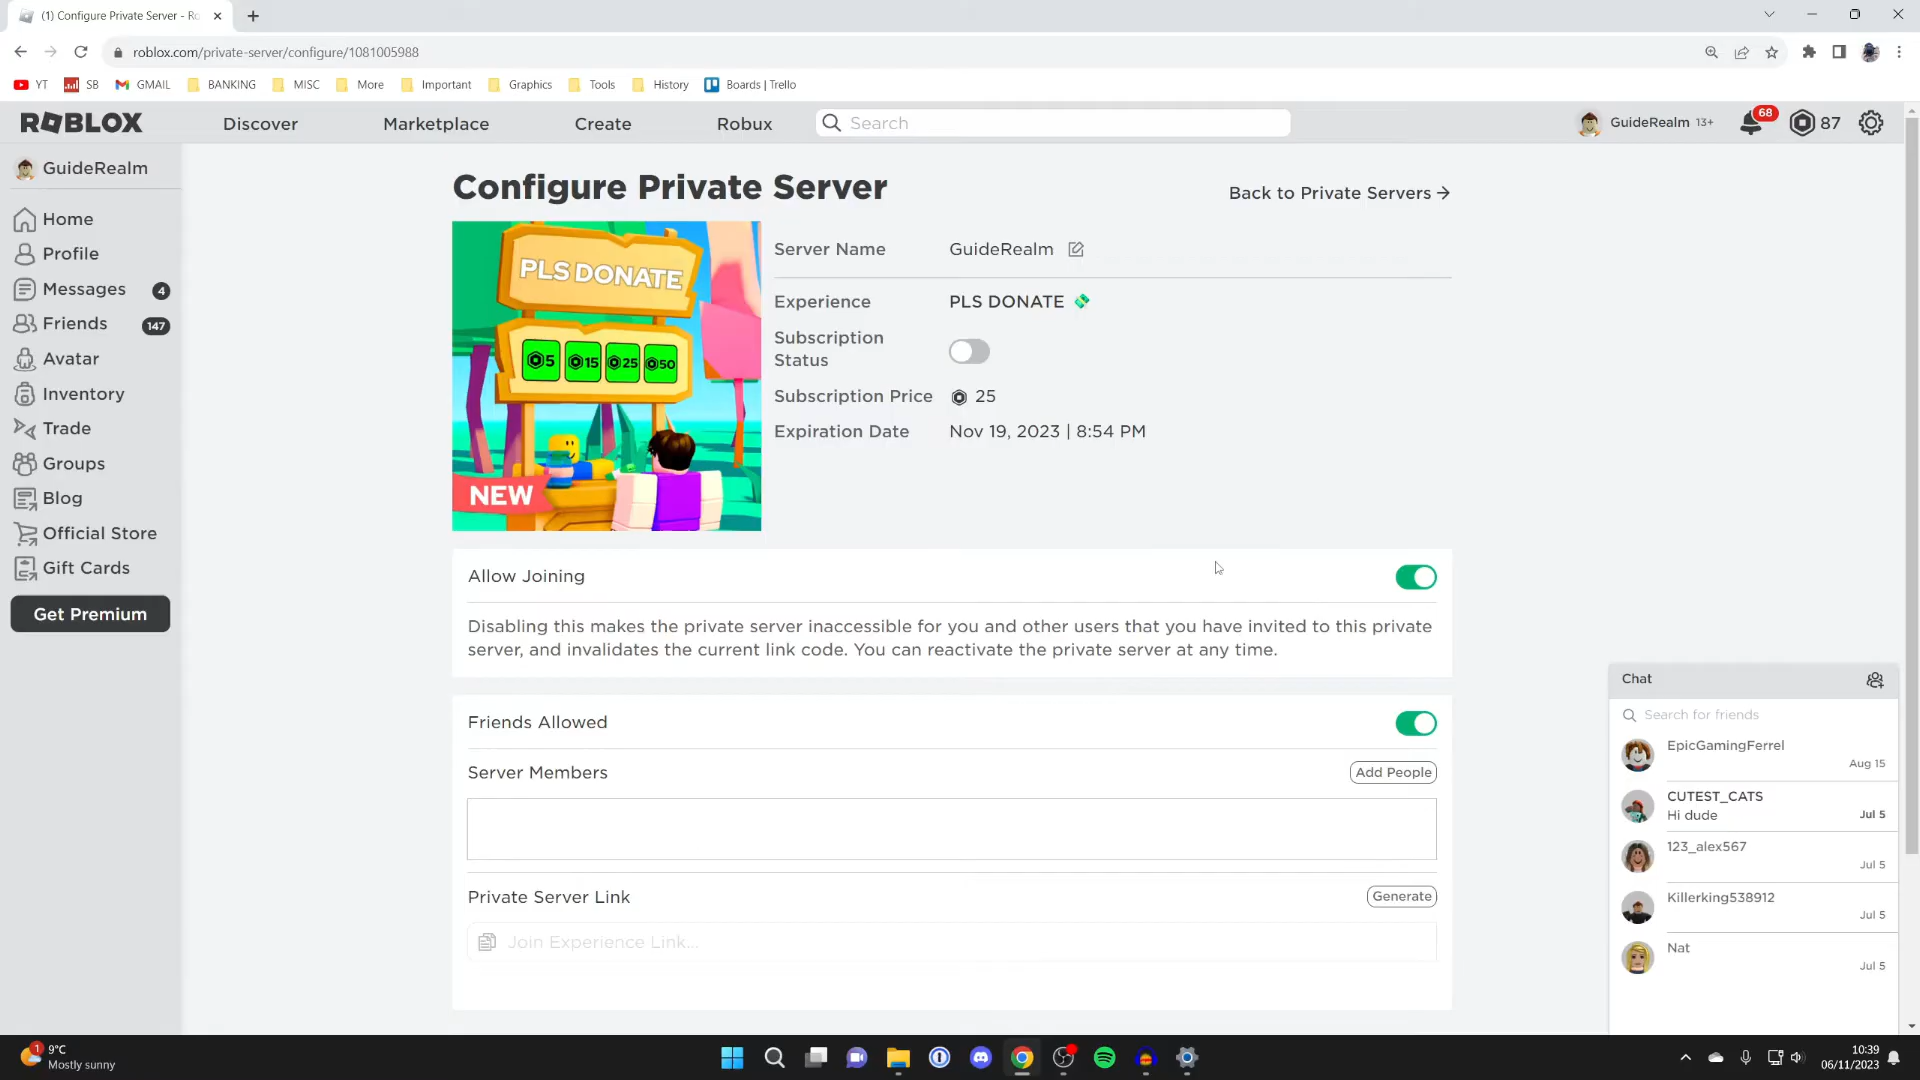 (1) Configure Private Server - Ro
roblox.com/private-server/configure/1081005988
YT SB GMAIL BANKING MISC More Important Graphics Tools History Boards | Trello
ROBLOX Discover Marketplace Create Robux Search GuideRealm 13+ 68 87
GuideRealm
Home
Profile
Messages 4
Friends 147
Avatar
Inventory
Trade
Groups
Blog
Official Store
Gift Cards
Get Premium
Configure Private Server
Back to Private Servers →
PLS DONATE
5 15 25 50
NEW
Server Name GuideRealm
Experience PLS DONATE 💸
Subscription
Status
Subscription Price 25
Expiration Date Nov 19, 2023 | 8:54 PM
Allow Joining
Disabling this makes the private server inaccessible for you and other users that you have invited to this private
server, and invalidates the current link code. You can reactivate the private server at any time.
Friends Allowed
Server Members Add People
Private Server Link Generate
Join Experience Link...
Chat
Search for friends
EpicGamingFerrel
Aug 15
CUTEST_CATS
Hi dude Jul 5
123_alex567
Jul 5
Killerking538912
Jul 5
Nat
Jul 5
1 9°C
Mostly sunny
10:39
06/11/2023